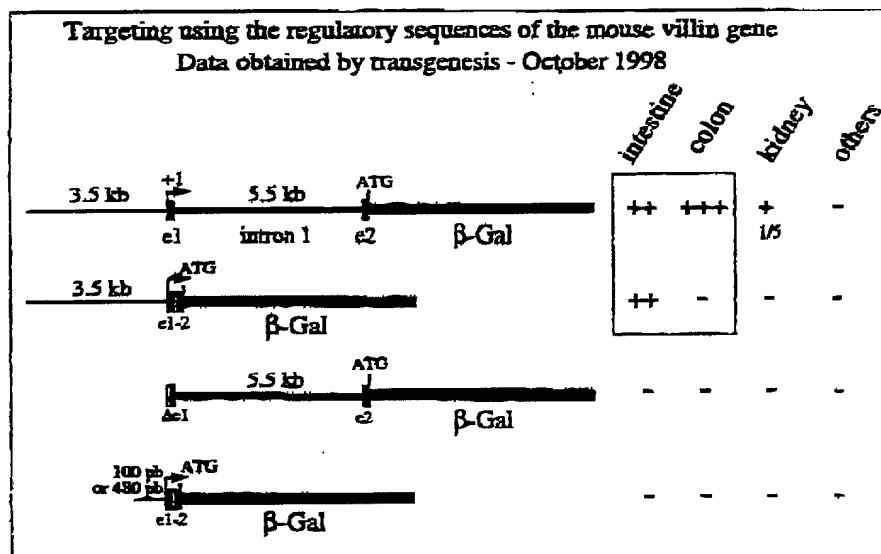 Targeting using the regulatory sequences of the mouse villin gene
Data obtained by transgenesis - October 1998
intestine colon kidney others
3.5 kb +1 5.5 kb ATG
e1 intron 1 e2 β-Gal
++ +++ + -
1/5
3.5 kb ATG
e1-2 β-Gal
++ - - -
5.5 kb ATG
Δe1 e2 β-Gal
- - - -
100 pb ATG
or 480 pb
e1-2 β-Gal
- - - -